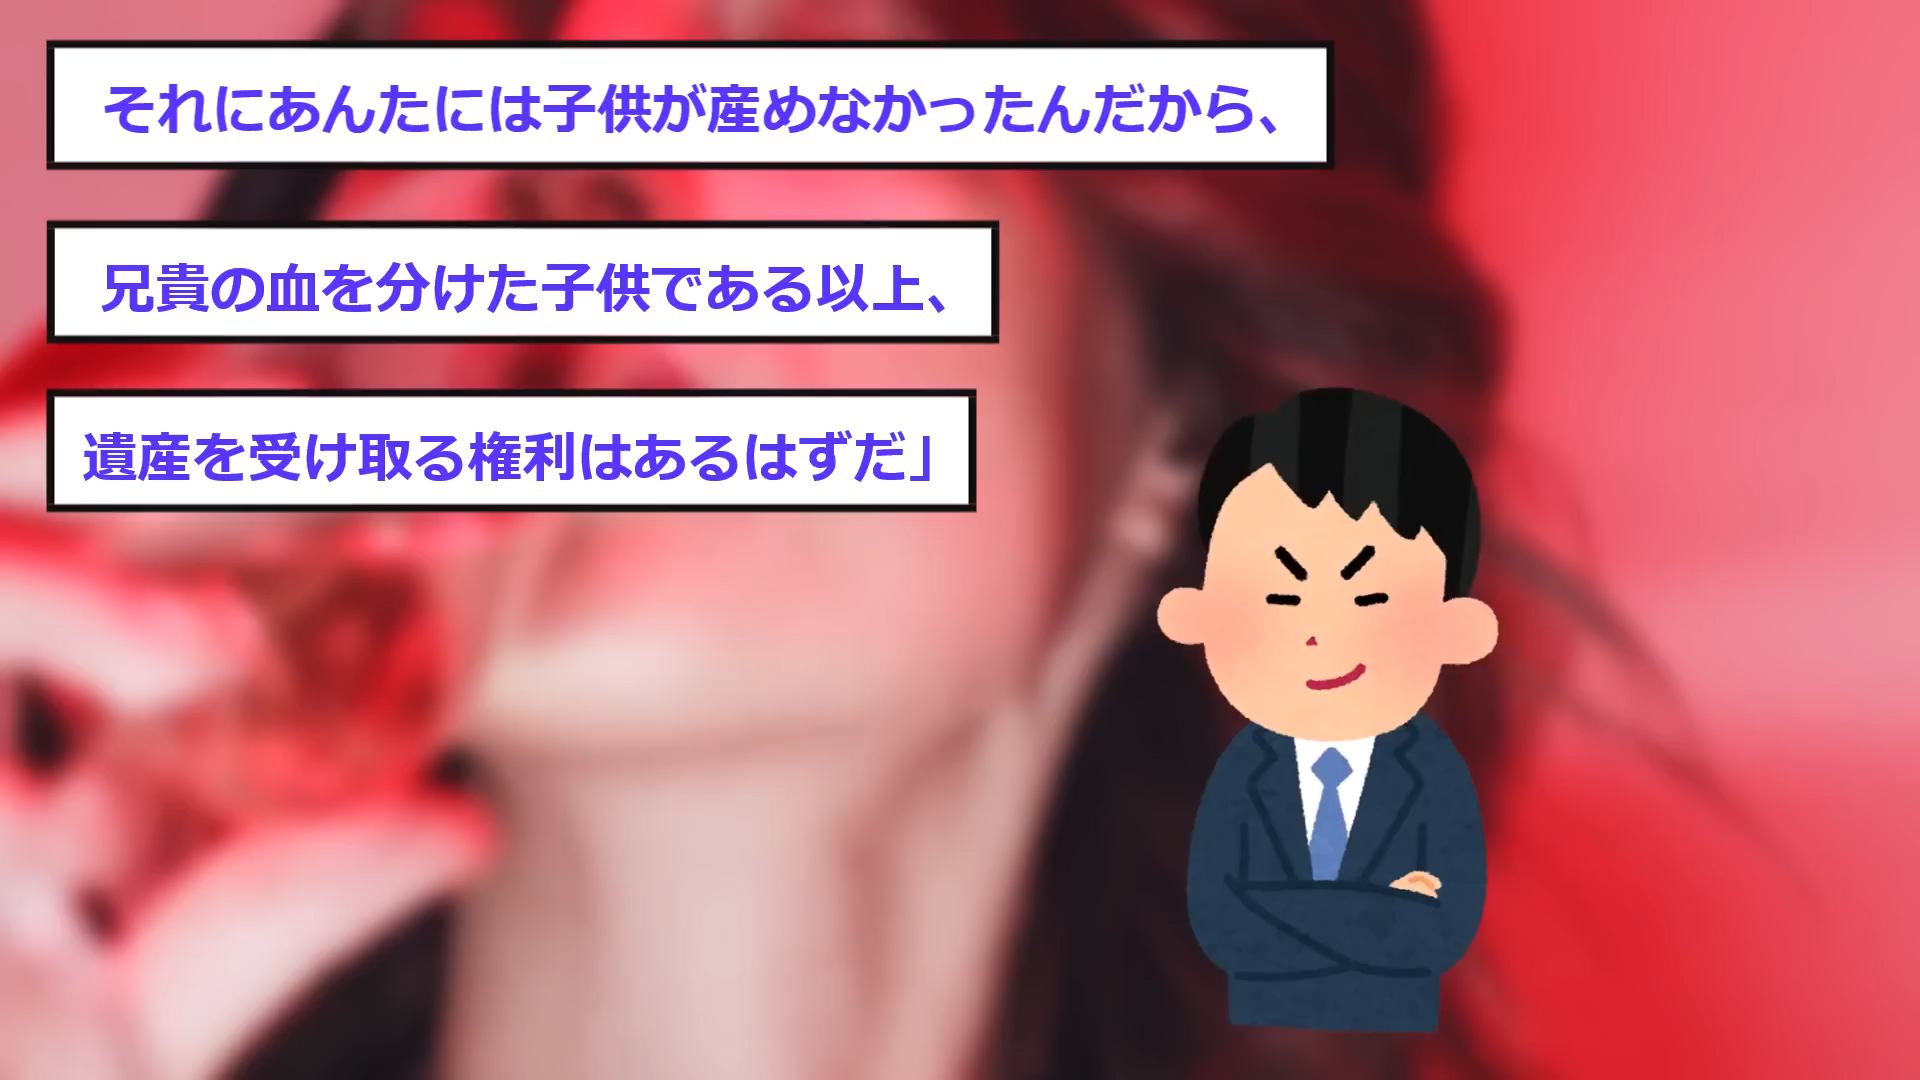 それにあんたには子供が産めなかったんだから、
兄貴の血を分けた子供である以上、
遺産を受け取る権利はあるはずだ」